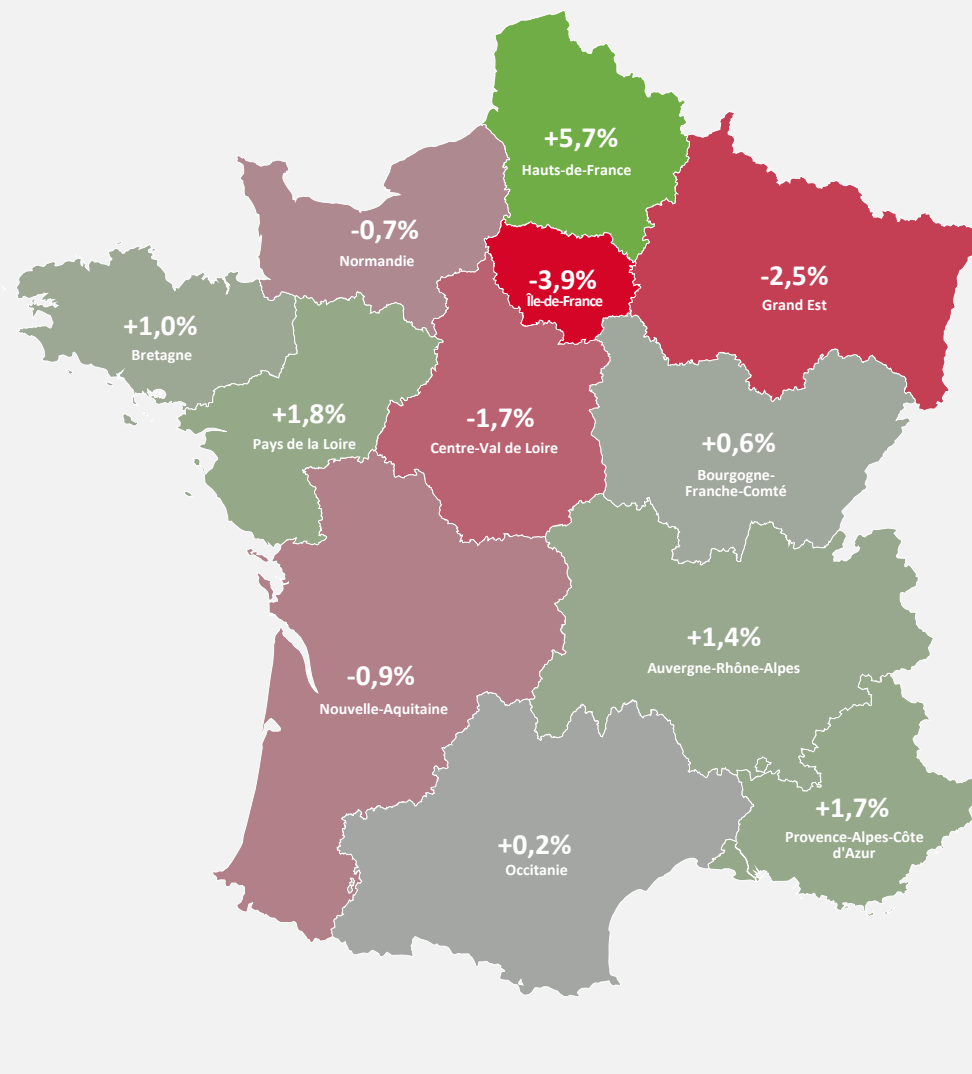 +5,7%
Hauts-de-France
-0,7%
Normandie
-3,9%
Île-de-France
-2,5%
Grand Est
+1,0%
Bretagne
+1,8%
Pays de la Loire
-1,7%
Centre-Val de Loire
+0,6%
Bourgogne-
Franche-Comté
+1,4%
Auvergne-Rhône-Alpes
-0,9%
Nouvelle-Aquitaine
+1,7%
Provence-Alpes-Côte
d'Azur
+0,2%
Occitanie